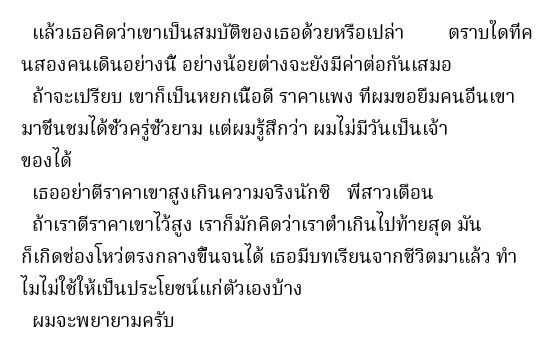 แล้วเธอคิดว่าเขาเป็นสมบัติของเธอด้วยหรือเปล่า ตราบใดที่ค
นสองคนเดินอย่างนี้ อย่างน้อยต่างจะยังมีค่าต่อกันเสมอ
ถ้าจะเปรียบ เขาก็เป็นหยกเนื้อดี ราคาแพง ที่ผมขอยืมคนอื่นเขา
มาชื่นชมได้ชั่วครู่ชั่วยาม แต่ผมรู้สึกว่า ผมไม่มีวันเป็นเจ้า
ของได้
เธออย่าตีราคาเขาสูงเกินความจริงนักซิ พี่สาวเตือน
ถ้าเราตีราคาเขาไว้สูง เราก็มักคิดว่าเราต่ำเกินไปท้ายสุด มัน
ก็เกิดช่องโหว่ตรงกลางขึ้นจนได้ เธอมีบทเรียนจากชีวิตมาแล้ว ทำ
ไมไม่ใช้ให้เป็นประโยชน์แก่ตัวเองบ้าง
ผมจะพยายามครับ